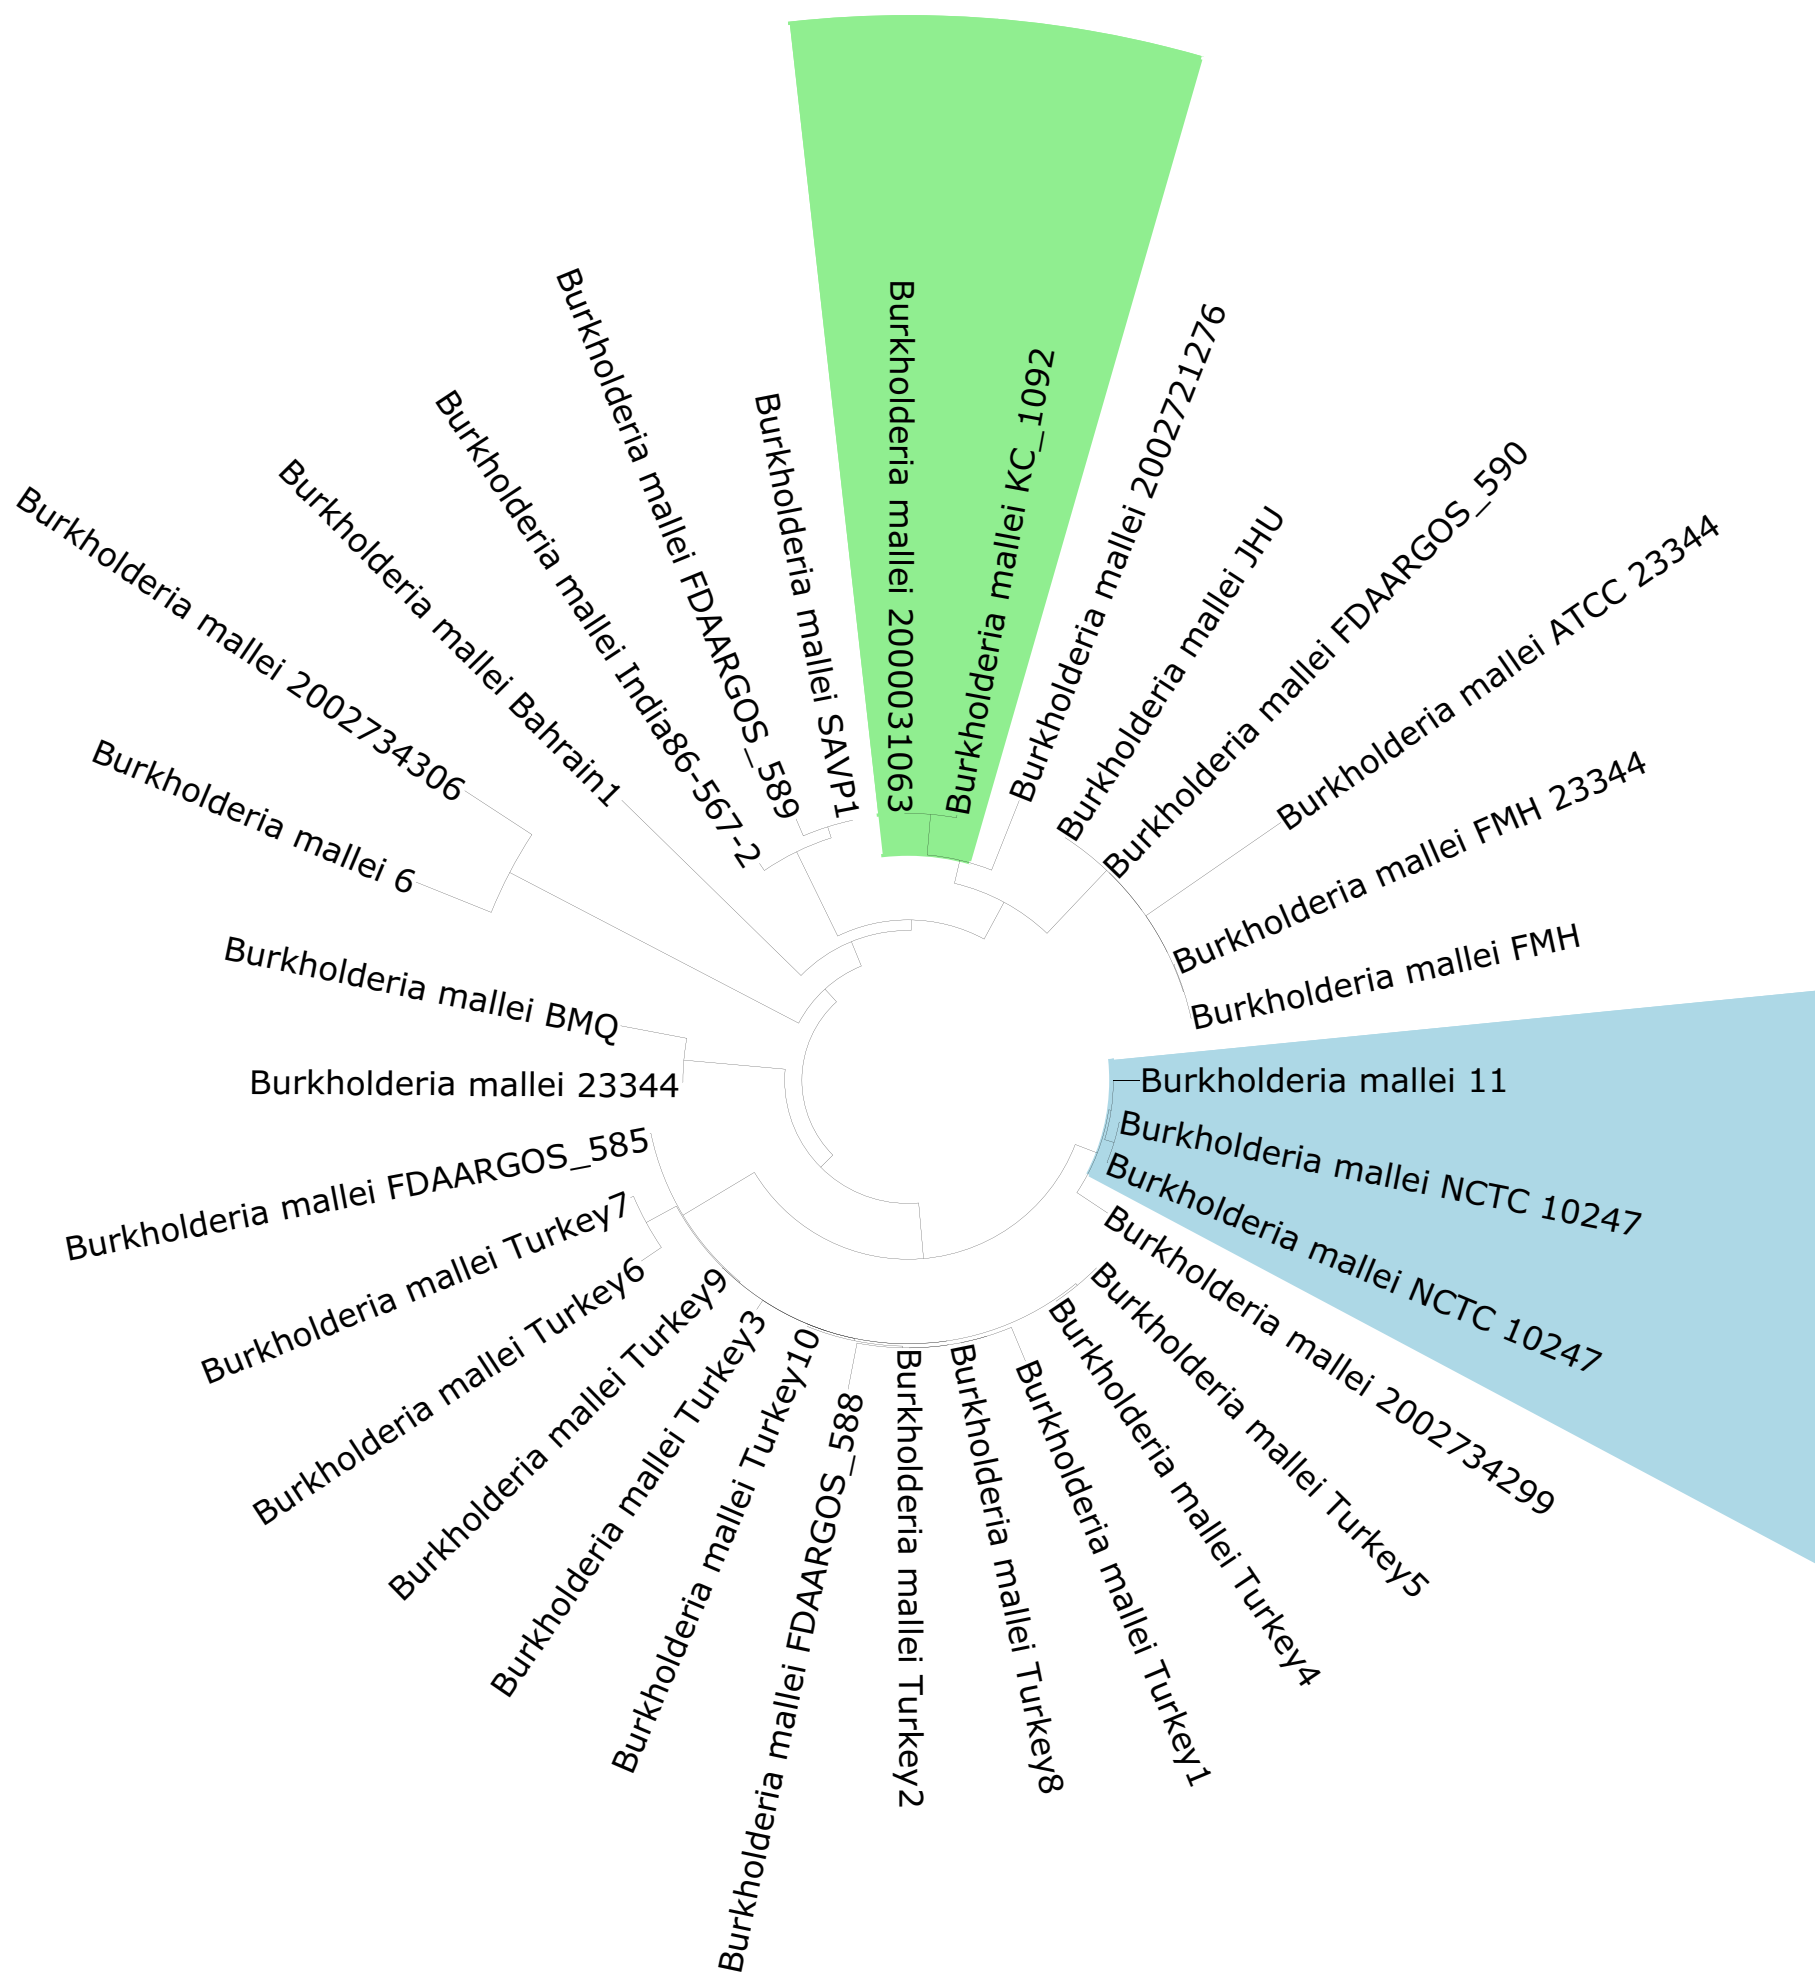 Burkholderia mallei 2000031063
Burkholderia mallei KC_1092
Burkholderia mallei 2002721276
Burkholderia mallei JHU
Burkholderia mallei FDAARGOS_590
Burkholderia mallei ATCC 23344
Burkholderia mallei FMH 23344
Burkholderia mallei FMH
Burkholderia mallei 11
Burkholderia mallei NCTC 10247
Burkholderia mallei NCTC 10247
Burkholderia mallei 2002734299
Burkholderia mallei Turkey5
Burkholderia mallei Turkey4
Burkholderia mallei Turkey1
Burkholderia mallei Turkey8
Burkholderia mallei Turkey2
Burkholderia mallei FDAARGOS_588
Burkholderia mallei Turkey10
Burkholderia mallei Turkey3
Burkholderia mallei Turkey9
Burkholderia mallei Turkey6
Burkholderia mallei Turkey7
Burkholderia mallei FDAARGOS_585
Burkholderia mallei 23344
Burkholderia mallei BMQ
Burkholderia mallei 6
Burkholderia mallei 2002734306
Burkholderia mallei Bahrain1
Burkholderia mallei India86-567-2
Burkholderia mallei FDAARGOS_589
Burkholderia mallei SAVP1